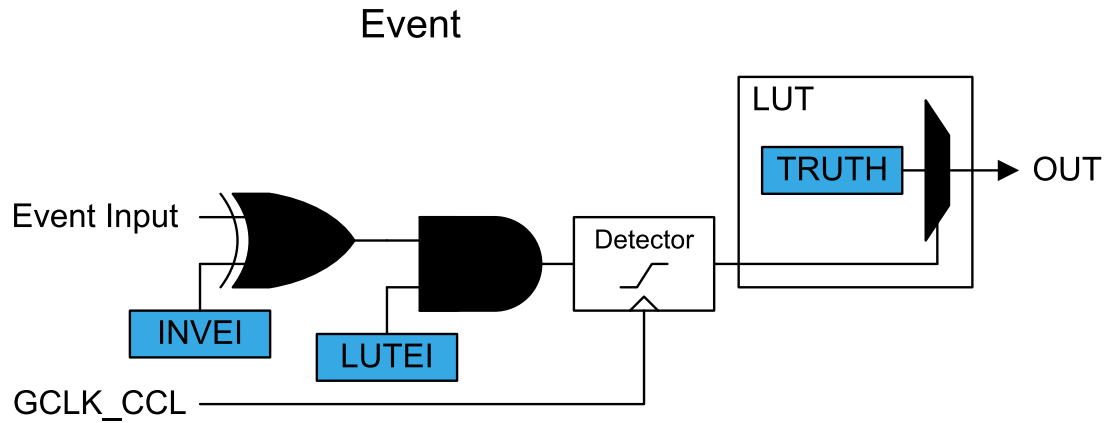 Event
LUT
TRUTH
OUT
Event Input
Detector
INVEI
LUTEI
GCLK_CCL